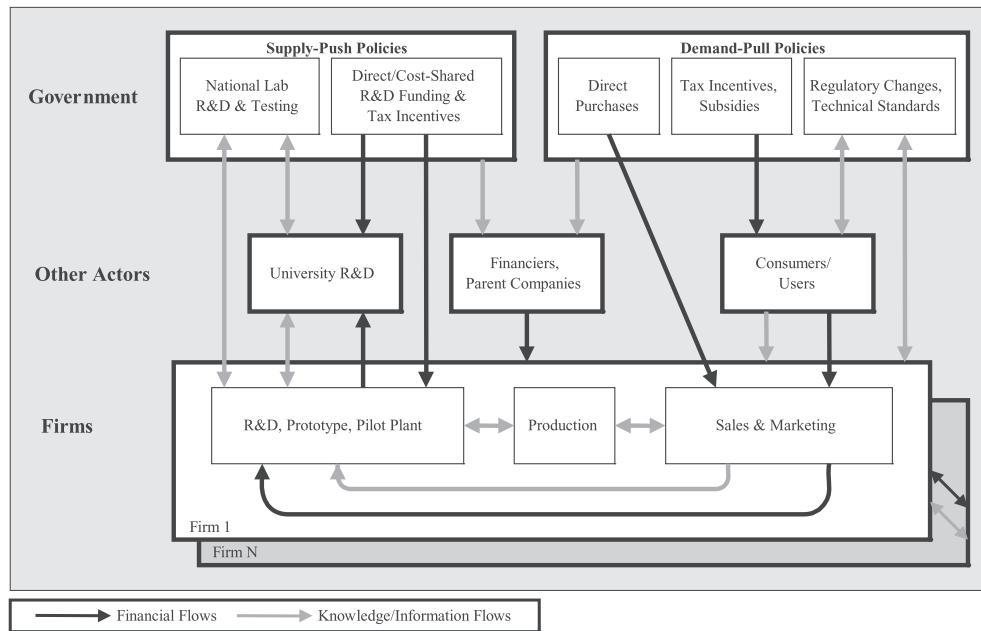 Supply-Push Policies
Demand-Pull Policies
Government
National Lab
R&D & Testing
Direct/Cost-Shared
R&D Funding &
Tax Incentives
Direct
Purchases
Tax Incentives,
Subsidies
Regulatory Changes,
Technical Standards
Other Actors
University R&D
Financiers,
Parent Companies
Consumers/
Users
Firms
R&D, Prototype, Pilot Plant
Production
Sales & Marketing
Firm 1
Firm N
Financial Flows
Knowledge/Information Flows